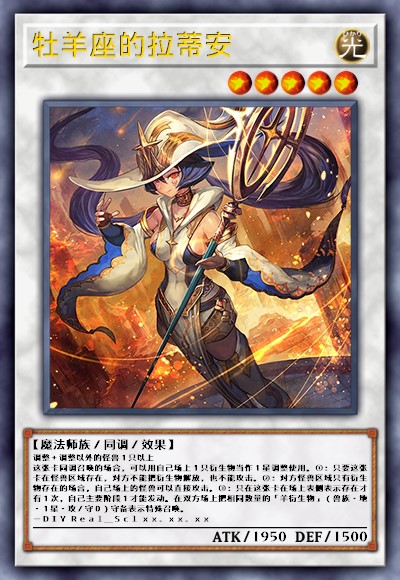 牡羊座的拉蒂安
光
【魔法师族／同调／效果】
调整＋调整以外的怪兽１只以上
这张卡同调召唤的场合，可以用自己场上１只衍生物当作１星调整使用。①：只要这张
卡在怪兽区域存在，对方不能把衍生物解放，也不能攻击。②：对方怪兽区域只有衍生
物存在的场合，自己场上的怪兽可以直接攻击。③：只在这张卡在场上表侧表示存在才
有１次，自己主要阶段１才能发动。在双方场上把相同数量的「羊衍生物」（兽族・地
・１星・攻／守０）守备表示特殊召唤。
－DIY Real＿Scl xx．xx．xx
ATK/1950 DEF/1500